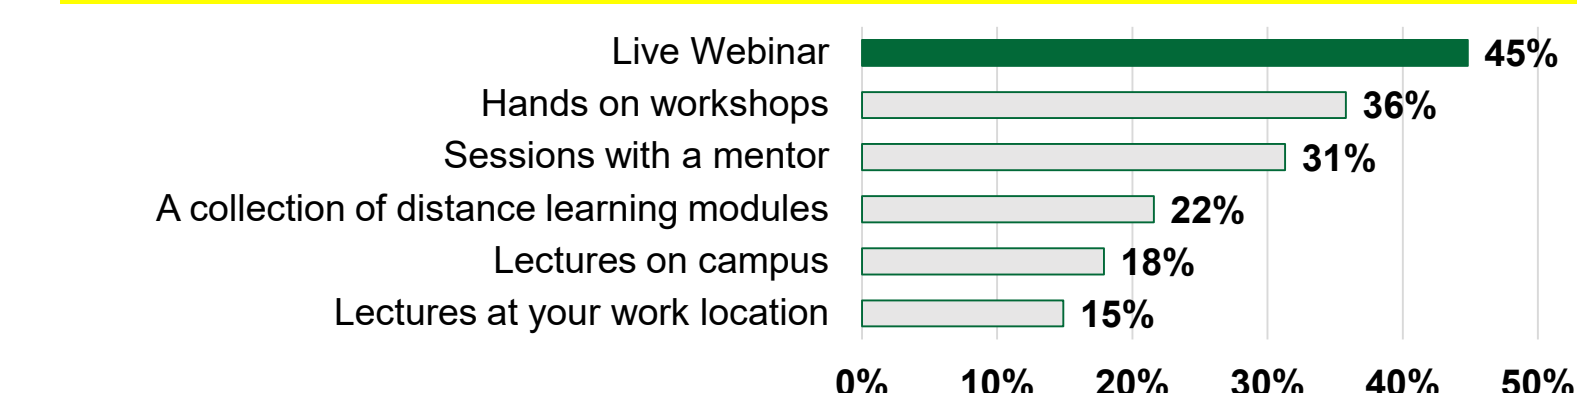 Live Webinar 45%
Hands on workshops 36%
Sessions with a mentor 31%
A collection of distance learning modules 22%
Lectures on campus 18%
Lectures at your work location 15%
0% 10% 20% 30% 40% 50%